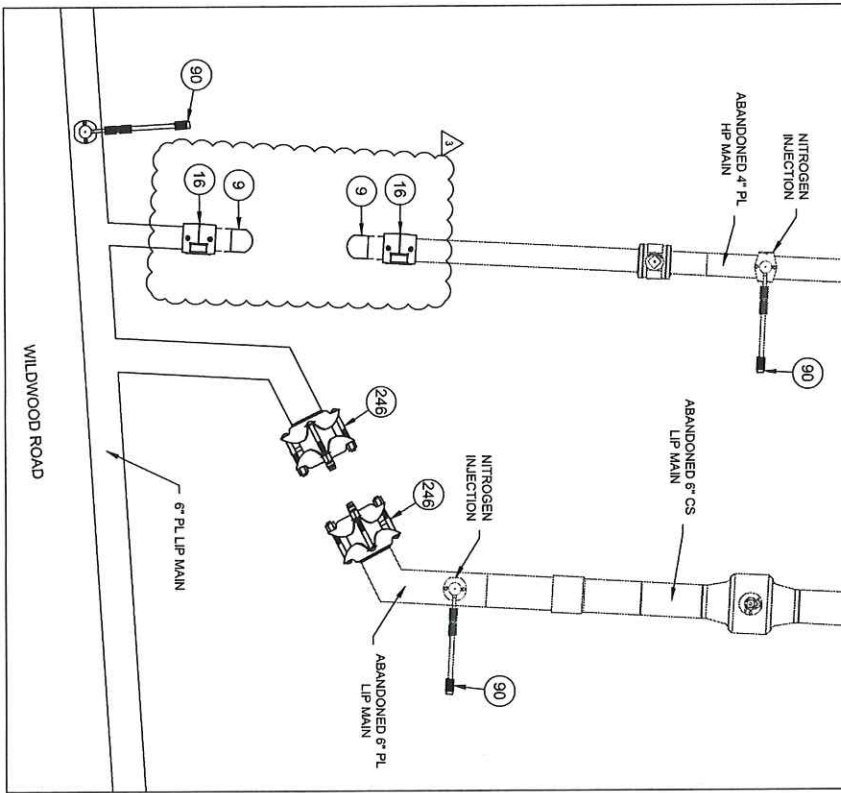 90
NITROGEN
INJECTION
ABANDONED 4" PL
HP MAIN
ABANDONED 6" CS
LIP MAIN
90
NITROGEN
INJECTION
3
16
9
246
246
ABANDONED 6" PL
LIP MAIN
9
16
90
6" PL LIP MAIN
WILDWOOD ROAD